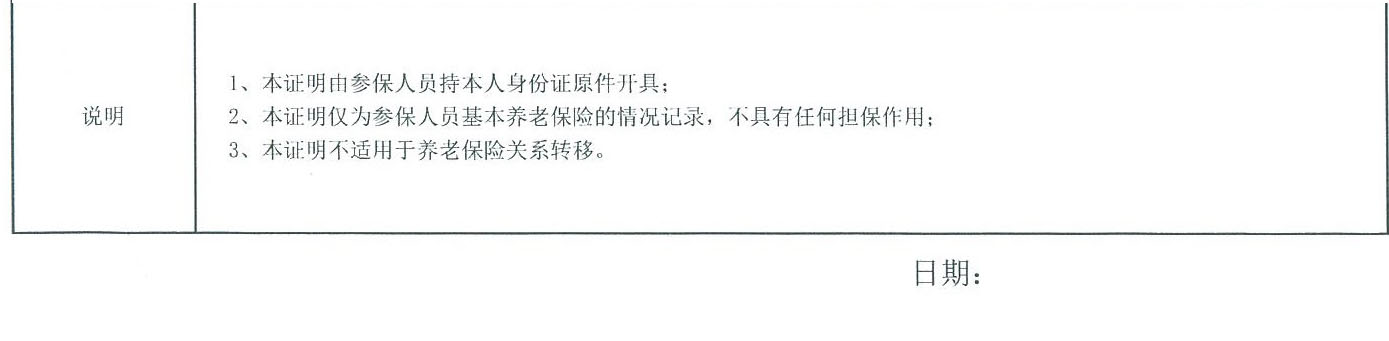 说明
1、本证明由参保人员持本人身份证原件开具；
2、本证明仅为参保人员基本养老保险的情况记录，不具有任何担保作用；
3、本证明不适用于养老保险关系转移。
日期：